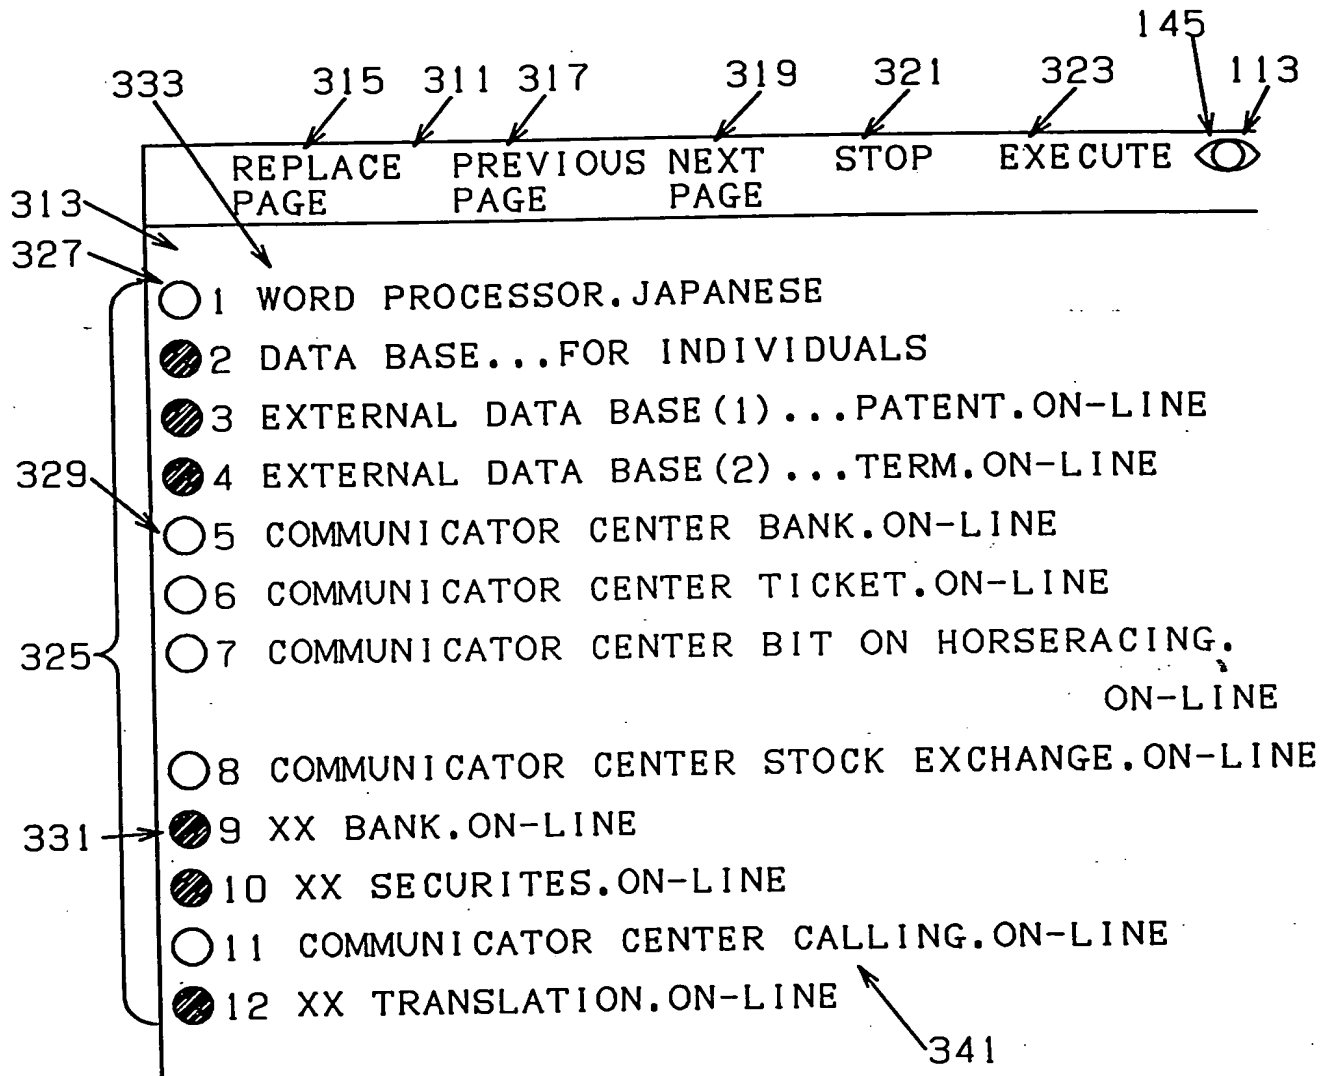 145
333 315 311 317 319 321 323 113
REPLACE PAGE
PREVIOUS PAGE
NEXT PAGE
STOP
EXECUTE
313
327
1 WORD PROCESSOR.JAPANESE
2 DATA BASE...FOR INDIVIDUALS
3 EXTERNAL DATA BASE(1)...PATENT.ON-LINE
329
4 EXTERNAL DATA BASE(2)...TERM.ON-LINE
5 COMMUNICATOR CENTER BANK.ON-LINE
6 COMMUNICATOR CENTER TICKET.ON-LINE
325
7 COMMUNICATOR CENTER BIT ON HORSERACING.
ON-LINE
8 COMMUNICATOR CENTER STOCK EXCHANGE.ON-LINE
331
9 XX BANK.ON-LINE
10 XX SECURITES.ON-LINE
11 COMMUNICATOR CENTER CALLING.ON-LINE
12 XX TRANSLATION.ON-LINE
341